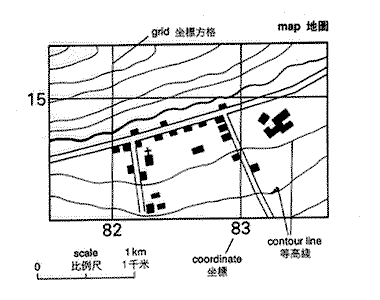 map 地圖
grid 坐標方格
15
82
83
scale 1 km
比例尺 1千米
0
coordinate
坐標
contour line
等高綫